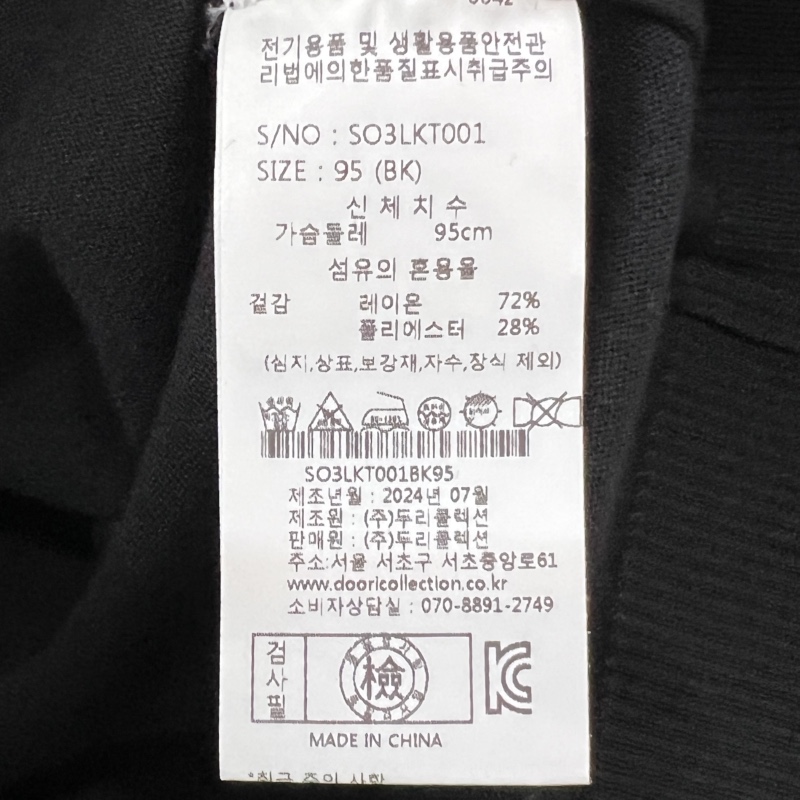 전기용품 및 생활용품안전관
리법에의한품질표시취급주의
S/NO : SO3LKT001
SIZE : 95 (BK)
신 체 치 수
가슴둘레 95cm
섬유의 혼용율
겉감 레이온 72%
폴리에스터 28%
(심지,상표,보강재,자수,장식 제외)
SO3LKT001BK95
제조년월 : 2024년 07월
제조원 : (주)두리콜렉션
판매원 : (주)두리콜렉션
주소:서울 서초구 서초중앙로61
www.dooricollection.co.kr
소비자상담실 : 070-8891-2749
검
사
필
檢
KC
MADE IN CHINA
*취급 주의 사항